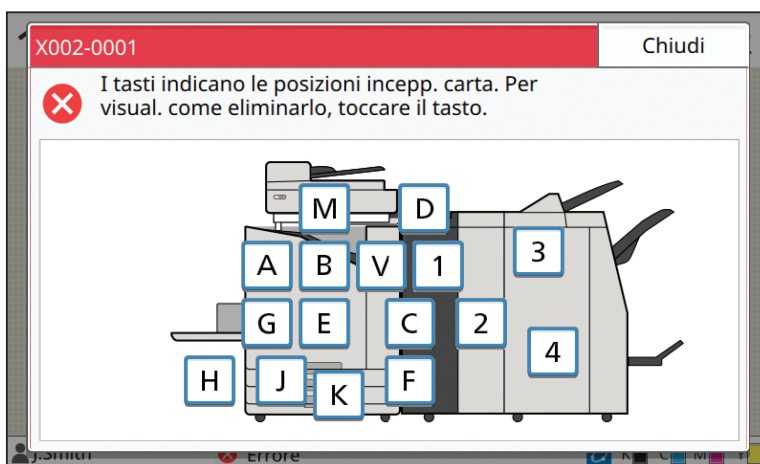 X002-0001
Chiudi
I tasti indicano le posizioni incepp. carta. Per
visual. come eliminarlo, toccare il tasto.
M D
A B V 1 3
G E C 2 4
H J K F
J.Smith Errore K C M Y